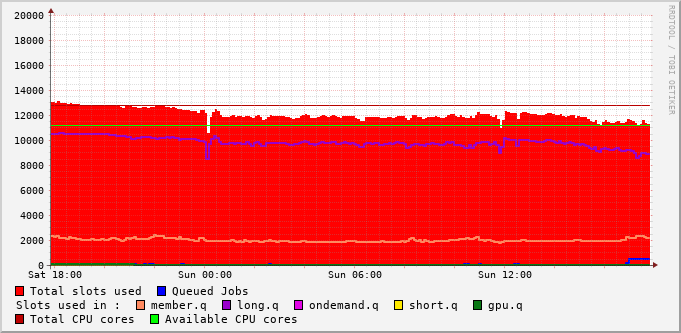 RRDTOOL / TOBI OETIKER
20000
18000
16000
14000
12000
10000
8000
6000
4000
2000
0
Sat 18:00 Sun 00:00 Sun 06:00 Sun 12:00
Total slots used Queued Jobs
Slots used in : member.q long.q ondemand.q short.q gpu.q
Total CPU cores Available CPU cores